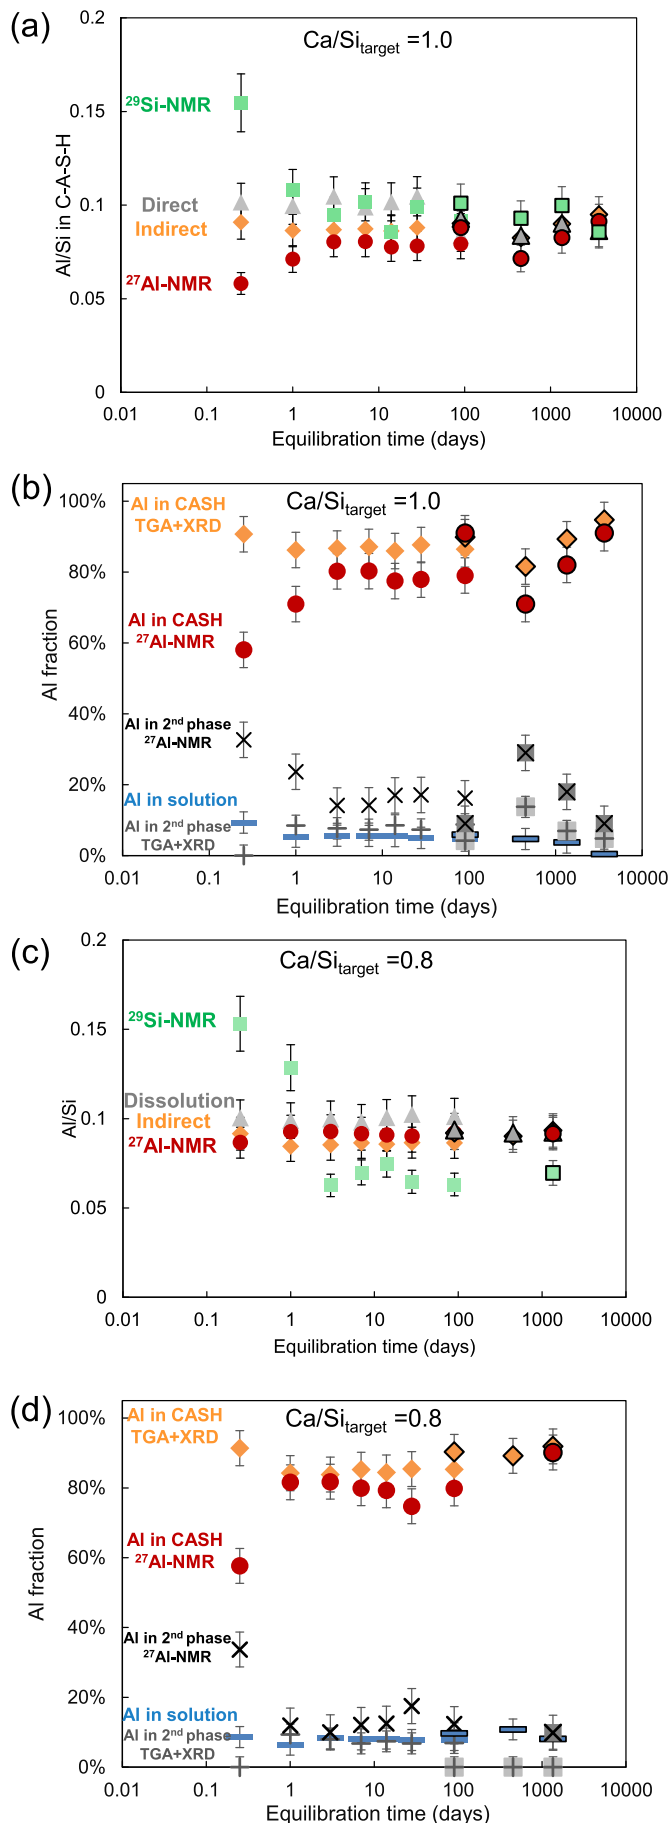 (a)
Ca/Si_target =1.0
0.2
0.15
0.1
0.05
0
Al/Si in C-A-S-H
²⁹Si-NMR
Direct
Indirect
²⁷Al-NMR
0.01 0.1 1 10 100 1000 10000
Equilibration time (days)
(b)
Ca/Si_target =1.0
100%
80%
60%
40%
20%
0%
Al fraction
Al in CASH
TGA+XRD
Al in CASH
²⁷Al-NMR
Al in 2ⁿᵈ phase
²⁷Al-NMR
Al in solution
Al in 2ⁿᵈ phase
TGA+XRD
0.01 0.1 1 10 100 1000 10000
Equilibration time (days)
(c)
Ca/Si_target =0.8
0.2
0.15
0.1
0.05
0
Al/Si
²⁹Si-NMR
Dissolution
Indirect
²⁷Al-NMR
0.01 0.1 1 10 100 1000 10000
Equilibration time (days)
(d)
Ca/Si_target =0.8
100%
80%
60%
40%
20%
0%
Al fraction
Al in CASH
TGA+XRD
Al in CASH
²⁷Al-NMR
Al in 2ⁿᵈ phase
²⁷Al-NMR
Al in solution
Al in 2ⁿᵈ phase
TGA+XRD
0.01 0.1 1 10 100 1000 10000
Equilibration time (days)